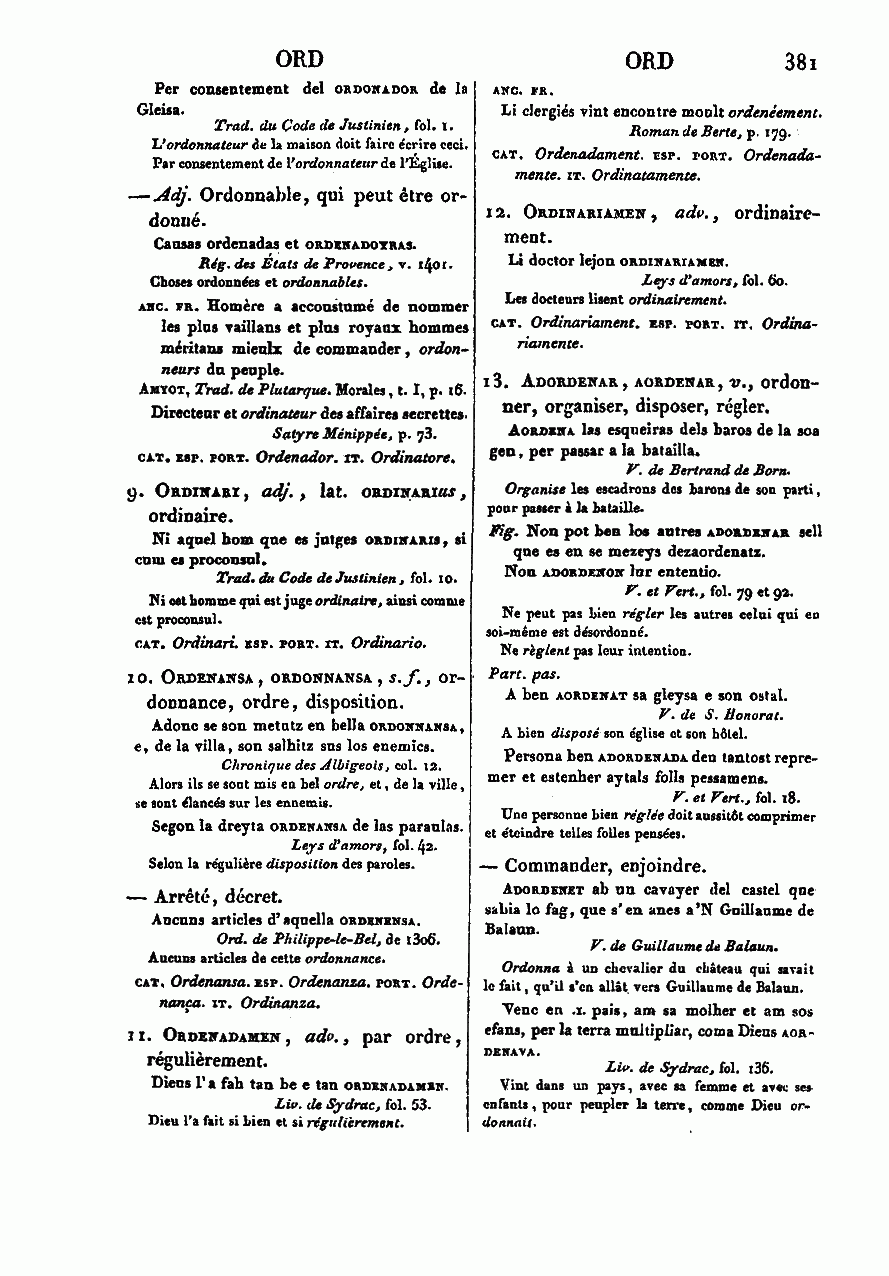 ORD
Per consentement del ORDONADOR de la
Gleisa.
Trad. du Code de Justinien, fol. 1.
L'ordonnateur de la maison doit faire écrire ceci.
Par consentement de l'ordonnateur de l'Église.
— Adj. Ordonnable, qui peut être or-
donné.
Causas ordenadas et ORDENADOYRAS.
Rég. des États de Provence, v. 1401.
Choses ordonnées et ordonnables.
ANC. FR. Homère a accoustumé de nommer
les plus vaillans et plus royaux hommes
méritans mieulx de commander, ordon-
neurs du peuple.
AMYOT, Trad. de Plutarque. Morales, t. I, p. 16.
Directeur et ordinateur des affaires secrettes.
Satyre Ménippée, p. 73.
CAT. ESP. PORT. Ordenador. IT. Ordinatore.
9. ORDINARI, adj., lat. ORDINARIUS,
ordinaire.
Ni aquel hom que es jutges ORDINARIS, si
cum es proconsul.
Trad. du Code de Justinien, fol. 10.
Ni cet homme qui est juge ordinaire, ainsi comme
est proconsul.
CAT. Ordinari. ESP. PORT. IT. Ordinario.
10. ORDENANSA, ORDONNANSA, s. f., or-
donnance, ordre, disposition.
Adonc se son metutz en bella ORDONNANSA,
e, de la villa, son salhitz sus los enemics.
Chronique des Albigeois, col. 12.
Alors ils se sont mis en bel ordre, et, de la ville,
se sont élancés sur les ennemis.
Segon la dreyta ORDENANSA de las paraulas.
Leys d'amors, fol. 42.
Selon la régulière disposition des paroles.
— Arrêté, décret.
Aucuns articles d'aquella ORDENENSA.
Ord. de Philippe-le-Bel, de 1306.
Aucuns articles de cette ordonnance.
CAT. Ordenansa. ESP. Ordenanza. PORT. Orde-
nança. IT. Ordinanza.
11. ORDENADAMEN, adv., par ordre,
régulièrement.
Dieus l'a fah tan be e tan ORDENADAMEN.
Liv. de Sydrac, fol. 53.
Dieu l'a fait si bien et si régulièrement.
ORD 381
ANC. FR.
Li clergiés vint encontre moult ordenéement.
Roman de Berte, p. 179.
CAT. Ordenadament. ESP. PORT. Ordenada-
mente. IT. Ordinatamente.
12. ORDINARIAMEN, adv., ordinaire-
ment.
Li doctor lejon ORDINARIAMEN.
Leys d'amors, fol. 60.
Les docteurs lisent ordinairement.
CAT. Ordinariament. ESP. PORT. IT. Ordina-
riamente.
13. ADORDENAR, AORDENAR, v., ordon-
ner, organiser, disposer, régler.
AORDENA las esqueiras dels baros de la soa
gen, per passar a la batailla.
V. de Bertrand de Born.
Organise les escadrons des barons de son parti,
pour passer à la bataille.
Fig. Non pot ben los autres ADORDENAR sell
que es en se mezeys dezaordenatz.
Non ADORDENON lur ententio.
V. et Vert., fol. 79 et 92.
Ne peut pas bien régler les autres celui qui en
soi-même est désordonné.
Ne règlent pas leur intention.
Part. pas.
A ben AORDENAT sa gleysa e son ostal.
V. de S. Honorat.
A bien disposé son église et son hôtel.
Persona ben ADORDENADA deu tantost repre-
mer et estenher aytals folls pessamens.
V. et Vert., fol. 18.
Une personne bien réglée doit aussitôt comprimer
et éteindre telles folles pensées.
— Commander, enjoindre.
ADORDENET ab un cavayer del castel que
sabia lo fag, que s'en anes a'N Guillaume de
Balaun.
V. de Guillaume de Balaun.
Ordonna à un chevalier du château qui savait
le fait, qu'il s'en allât vers Guillaume de Balaun.
Venc en .I. pais, am sa molher et am sos
efans, per la terra multipliar, coma Dieus AOR-
DENAVA.
Liv. de Sydrac, fol. 136.
Vint dans un pays, avec sa femme et avec ses
enfants, pour peupler la terre, comme Dieu or-
donnait.